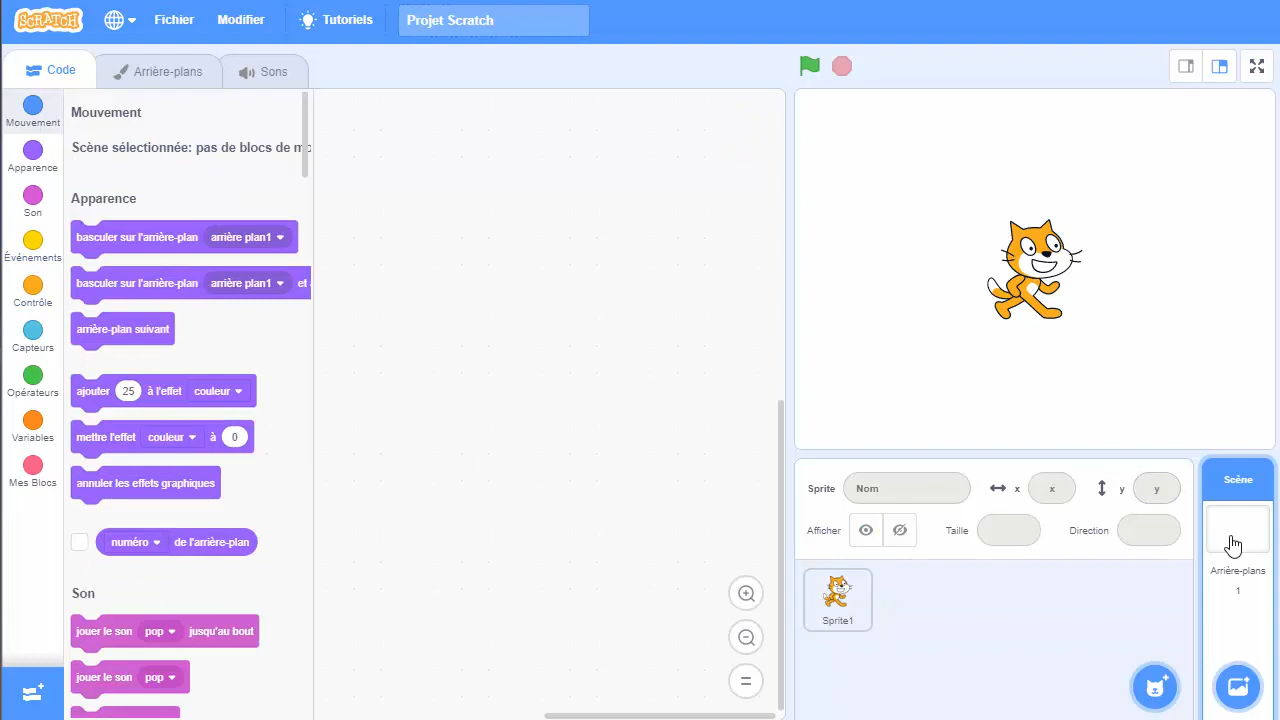 SCRATCH
Fichier
Modifier
Tutoriels
Projet Scratch
Code
Arrière-plans
Sons
Mouvement
Apparence
Son
Événements
Contrôle
Capteurs
Opérateurs
Variables
Mes Blocs
Mouvement
Scène sélectionnée: pas de blocs de
Apparence
basculer sur l'arrière-plan arrière plan1
basculer sur l'arrière-plan arrière plan1 et
arrière-plan suivant
ajouter 25 à l'effet couleur
mettre l'effet couleur à 0
annuler les effets graphiques
numéro de l'arrière-plan
Son
jouer le son pop jusqu'au bout
jouer le son pop
Sprite Nom x x y y
Afficher Taille Direction
Sprite1
Scène
Arrière-plans
1